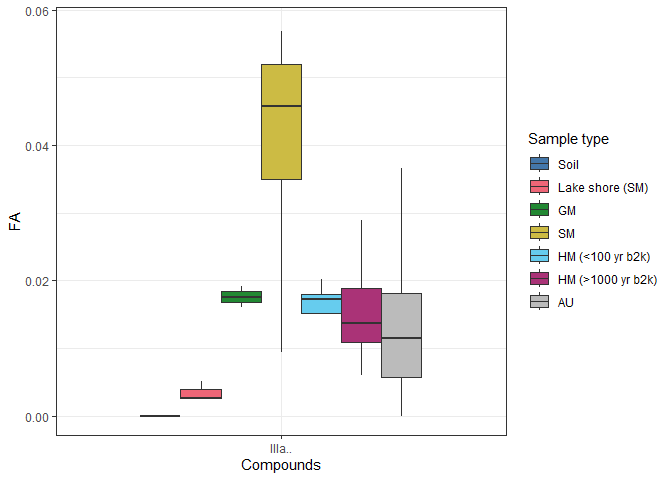 0.06
0.04
0.02
0.00
FA
IIIa..
Compounds
Sample type
Soil
Lake shore (SM)
GM
SM
HM (<100 yr b2k)
HM (>1000 yr b2k)
AU